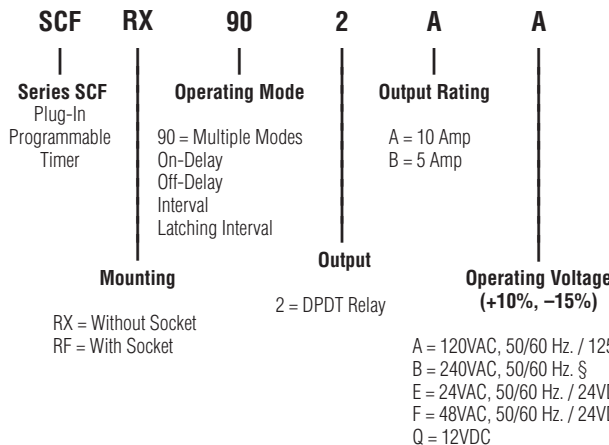 SCF RX 90 2 A A
Series SCF
Plug-In
Programmable
Timer
Operating Mode
90 = Multiple Modes
On-Delay
Off-Delay
Interval
Latching Interval
Output Rating
A = 10 Amp
B = 5 Amp
Mounting
RX = Without Socket
RF = With Socket
Output
2 = DPDT Relay
Operating Voltage
(+10%, –15%)
A = 120VAC, 50/60 Hz. / 125
B = 240VAC, 50/60 Hz. §
E = 24VAC, 50/60 Hz. / 24VD
F = 48VAC, 50/60 Hz. / 24VD
Q = 12VDC